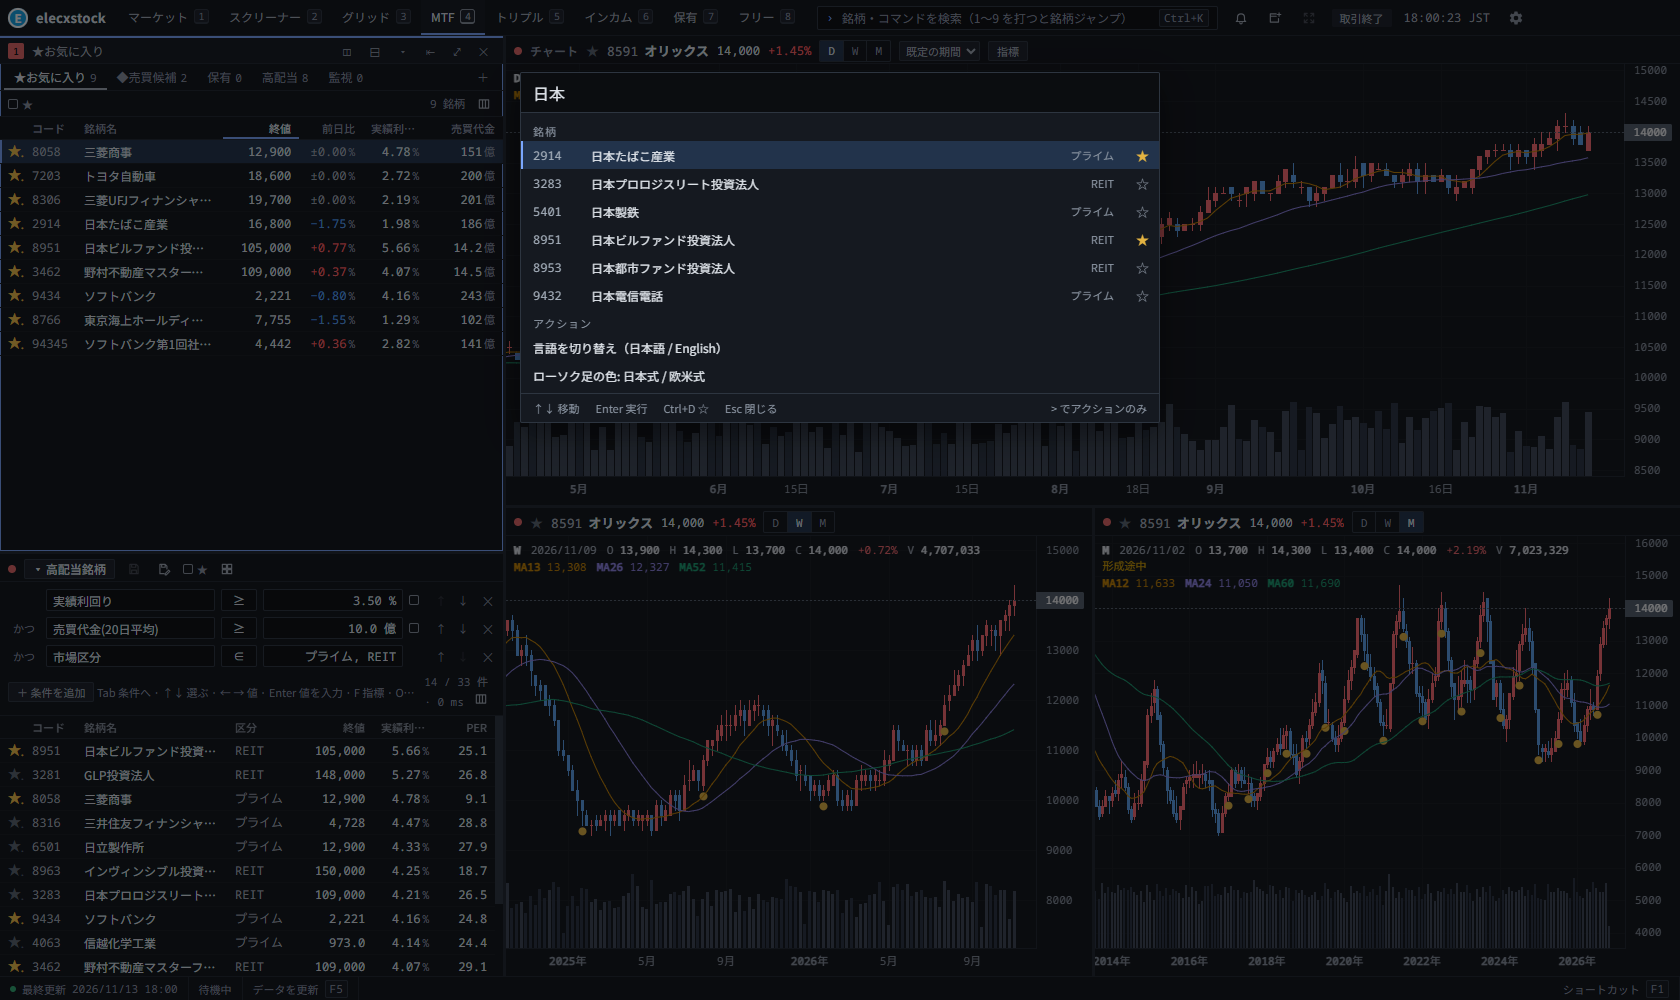 elecxstock マーケット 1 スクリーナー 2 グリッド 3 MTF 4 トリプル 5 インカム 6 保有 7 フリー 8 › 銘柄・コマンドを検索（1〜9 を打つと銘柄ジャンプ） Ctrl+K 取引終了 18:00:23 JST
1 ★お気に入り
★お気に入り 9 ◆売買候補 2 保有 0 高配当 8 監視 0 +
★ 9 銘柄
コード 銘柄名 終値 前日比 実績利… 売買代金
8058 三菱商事 12,900 ±0.00% 4.78% 151億
7203 トヨタ自動車 18,600 ±0.00% 2.72% 200億
8306 三菱UFJフィナンシャ… 19,700 ±0.00% 2.19% 201億
2914 日本たばこ産業 16,800 −1.75% 1.98% 186億
8951 日本ビルファンド投… 105,000 +0.77% 5.66% 14.2億
3462 野村不動産マスター… 109,000 +0.37% 4.07% 14.5億
9434 ソフトバンク 2,221 −0.80% 4.16% 243億
8766 東京海上ホールディ… 7,755 −1.55% 1.29% 102億
94345 ソフトバンク第1回社… 4,442 +0.36% 2.82% 141億
チャート ★ 8591 オリックス 14,000 +1.45% D W M 既定の期間 指標
日本
銘柄
2914 日本たばこ産業 プライム ★
3283 日本プロロジスリート投資法人 REIT ☆
5401 日本製鉄 プライム ☆
8951 日本ビルファンド投資法人 REIT ★
8953 日本都市ファンド投資法人 REIT ☆
9432 日本電信電話 プライム ☆
アクション
言語を切り替え（日本語 / English）
ローソク足の色: 日本式 / 欧米式
↑↓ 移動 Enter 実行 Ctrl+D ☆ Esc 閉じる > でアクションのみ
15000
14500
14000
13500
13000
12500
12000
11500
11000
10500
10000
9500
9000
8500
5月 6月 15日 7月 15日 8月 18日 9月 10月 16日 11月
高配当銘柄 ★
実績利回り ≥ 3.50 % ↑ ↓ ×
かつ 売買代金(20日平均) ≥ 10.0 億 ↑ ↓ ×
かつ 市場区分 ∈ プライム, REIT ↑ ↓ ×
+ 条件を追加 Tab 条件へ・↑↓ 選ぶ・←→ 値・Enter 値を入力・F 指標・O… 14 / 33 件 · 0 ms
コード 銘柄名 区分 終値 実績利… PER
8951 日本ビルファンド投資… REIT 105,000 5.66% 25.1
3281 GLP投資法人 REIT 148,000 5.27% 26.8
8058 三菱商事 プライム 12,900 4.78% 9.1
8316 三井住友フィナンシャ… プライム 4,728 4.47% 28.8
6501 日立製作所 プライム 12,900 4.33% 27.9
8963 インヴィンシブル投資… REIT 150,000 4.25% 18.7
3283 日本プロロジスリート… REIT 109,000 4.21% 26.5
9434 ソフトバンク プライム 2,221 4.16% 24.8
4063 信越化学工業 プライム 973.0 4.14% 24.4
3462 野村不動産マスターフ… REIT 109,000 4.07% 29.1
★ 8591 オリックス 14,000 +1.45% D W M
W 2026/11/09 O 13,900 H 14,300 L 13,700 C 14,000 +0.72% V 4,707,033
MA13 13,308 MA26 12,327 MA52 11,415
15000
14000
13000
12000
11000
10000
9000
8000
2025年 5月 9月 2026年 5月 9月
★ 8591 オリックス 14,000 +1.45% D W M
M 2026/11/02 O 13,700 H 14,300 L 13,400 C 14,000 +2.19% V 7,023,329
形成途中
MA12 11,633 MA24 11,050 MA60 11,690
16000
15000
14000
13000
12000
11000
10000
9000
8000
7000
6000
5000
4000
2014年 2016年 2018年 2020年 2022年 2024年 2026年
最終更新 2026/11/13 18:00 待機中 データを更新 F5 ショートカット F1